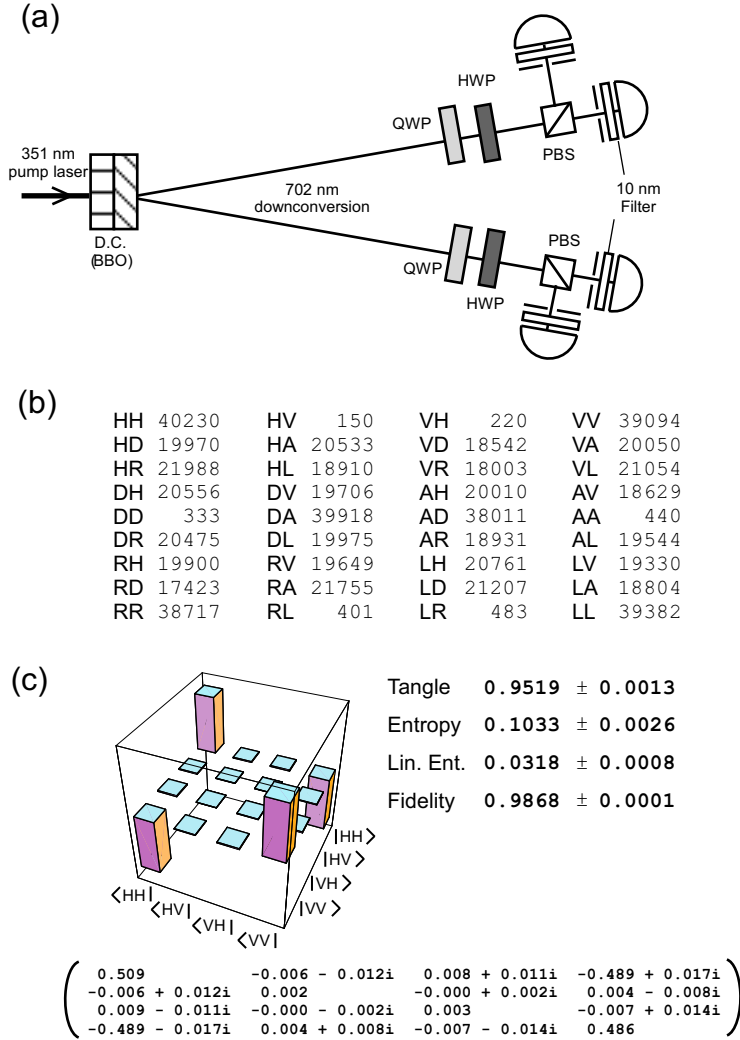 (a)
351 nm
pump laser
D.C.
(BBO)
702 nm
downconversion
QWP
HWP
PBS
10 nm
Filter
PBS
QWP
HWP
(b)
HH 40230 HV 150 VH 220 VV 39094
HD 19970 HA 20533 VD 18542 VA 20050
HR 21988 HL 18910 VR 18003 VL 21054
DH 20556 DV 19706 AH 20010 AV 18629
DD 333 DA 39918 AD 38011 AA 440
DR 20475 DL 19975 AR 18931 AL 19544
RH 19900 RV 19649 LH 20761 LV 19330
RD 17423 RA 21755 LD 21207 LA 18804
RR 38717 RL 401 LR 483 LL 39382
(c)
Tangle 0.9519 ± 0.0013
Entropy 0.1033 ± 0.0026
Lin. Ent. 0.0318 ± 0.0008
Fidelity 0.9868 ± 0.0001
|HH>
|HV>
|VH>
|VV>
<HH|
<HV|
<VH|
<VV|
0.509 -0.006 - 0.012i 0.008 + 0.011i -0.489 + 0.017i
-0.006 + 0.012i 0.002 -0.000 + 0.002i 0.004 - 0.008i
0.009 - 0.011i -0.000 - 0.002i 0.003 -0.007 + 0.014i
-0.489 - 0.017i 0.004 + 0.008i -0.007 - 0.014i 0.486